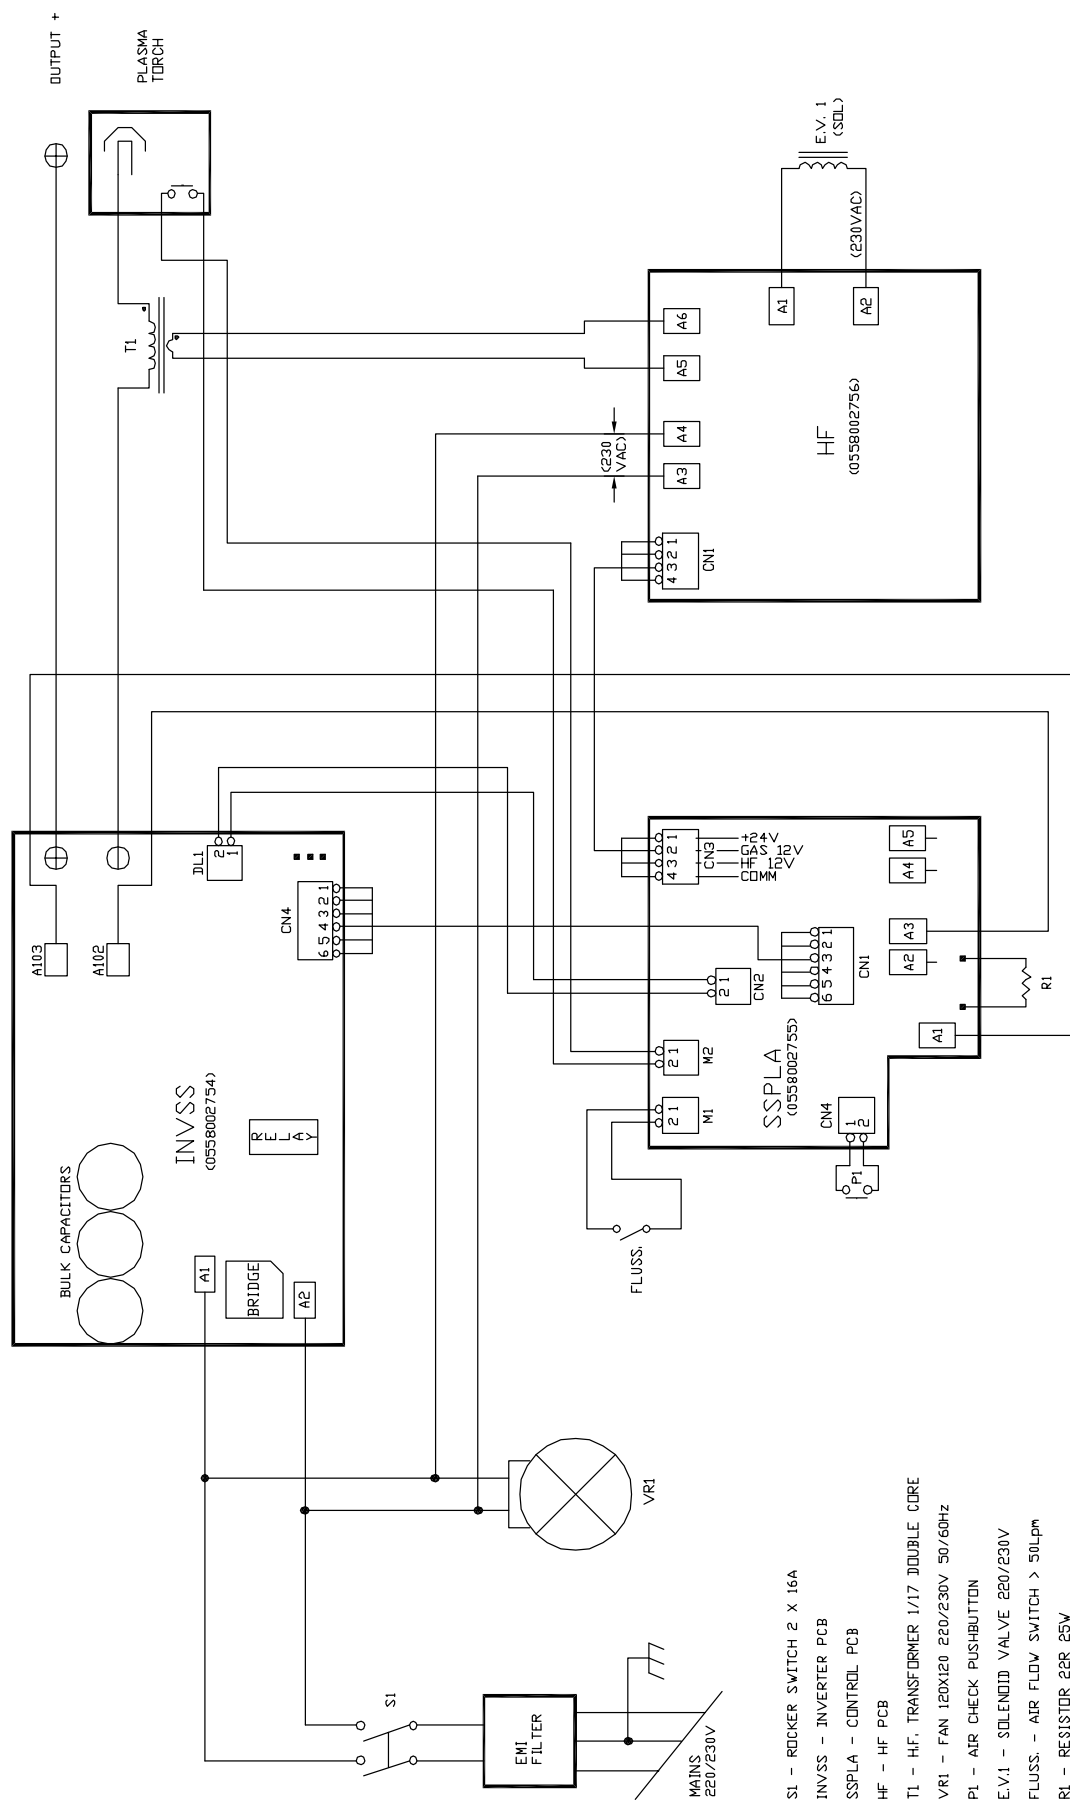 OUTPUT +
PLASMA
TORCH
T1
A103
A102
DL1
2 1
CN4
6 5 4 3 2 1
INVSS
(0558002754)
BULK CAPACITORS
RELAY
A1
BRIDGE
A2
S1
EMI
FILTER
MAINS
220/230V
VR1
FLUSS.
E.V. 1
(SOL)
(230VAC)
A1
A2
A6
A5
A4
A3
(230
VAC)
HF
(0558002756)
4 3 2 1
CN1
4 3 2 1
CN3
+24V
GAS 12V
HF 12V
COMM
A5
A4
A3
A2
A1
R1
6 5 4 3 2 1
CN1
2 1
CN2
2 1
M2
2 1
M1
SSPLA
(0558002755)
CN4
1 2
P1
S1 - ROCKER SWITCH 2 X 16A
INVSS - INVERTER PCB
SSPLA - CONTROL PCB
HF - HF PCB
T1 - H.F. TRANSFORMER 1/17 DOUBLE CORE
VR1 - FAN 120X120 220/230V 50/60Hz
P1 - AIR CHECK PUSHBUTTON
E.V.1 - SOLENOID VALVE 220/230V
FLUSS. - AIR FLOW SWITCH > 50Lpm
R1 - RESISTOR 22R 25W